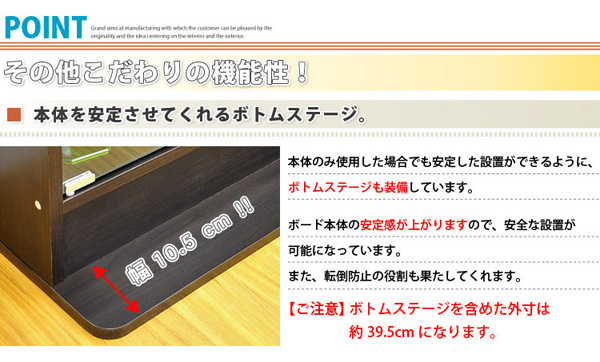 POINT
Grand aims at manufacturing with which the customer can be pleased by the
originality and the idea centering on the interior and the exterior.
その他こだわりの機能性！
本体を安定させてくれるボトムステージ。
幅 10.5 cm !!
本体のみ使用した場合でも安定した設置ができるように、
ボトムステージも装備しています。
ボード本体の安定感が上がりますので、安全な設置が
可能になっています。
また、転倒防止の役割も果たしてくれます。
【ご注意】ボトムステージを含めた外寸は
約 39.5cm になります。